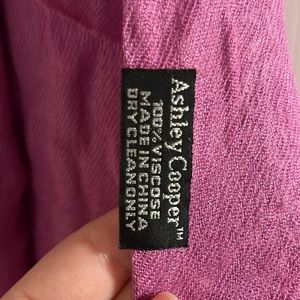 Ashley Cooper™
100% VISCOSE
MADE IN CHINA
DRY CLEAN ONLY